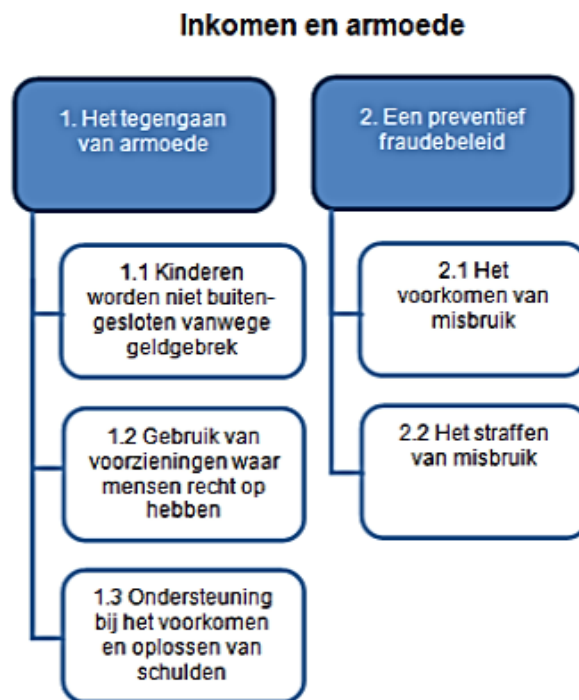 Inkomen en armoede
1. Het tegengaan
van armoede
1.1 Kinderen
worden niet buiten-
gesloten vanwege
geldgebrek
1.2 Gebruik van
voorzieningen waar
mensen recht op
hebben
1.3 Ondersteuning
bij het voorkomen
en oplossen van
schulden
2. Een preventief
fraudebeleid
2.1 Het
voorkomen van
misbruik
2.2 Het straffen
van misbruik